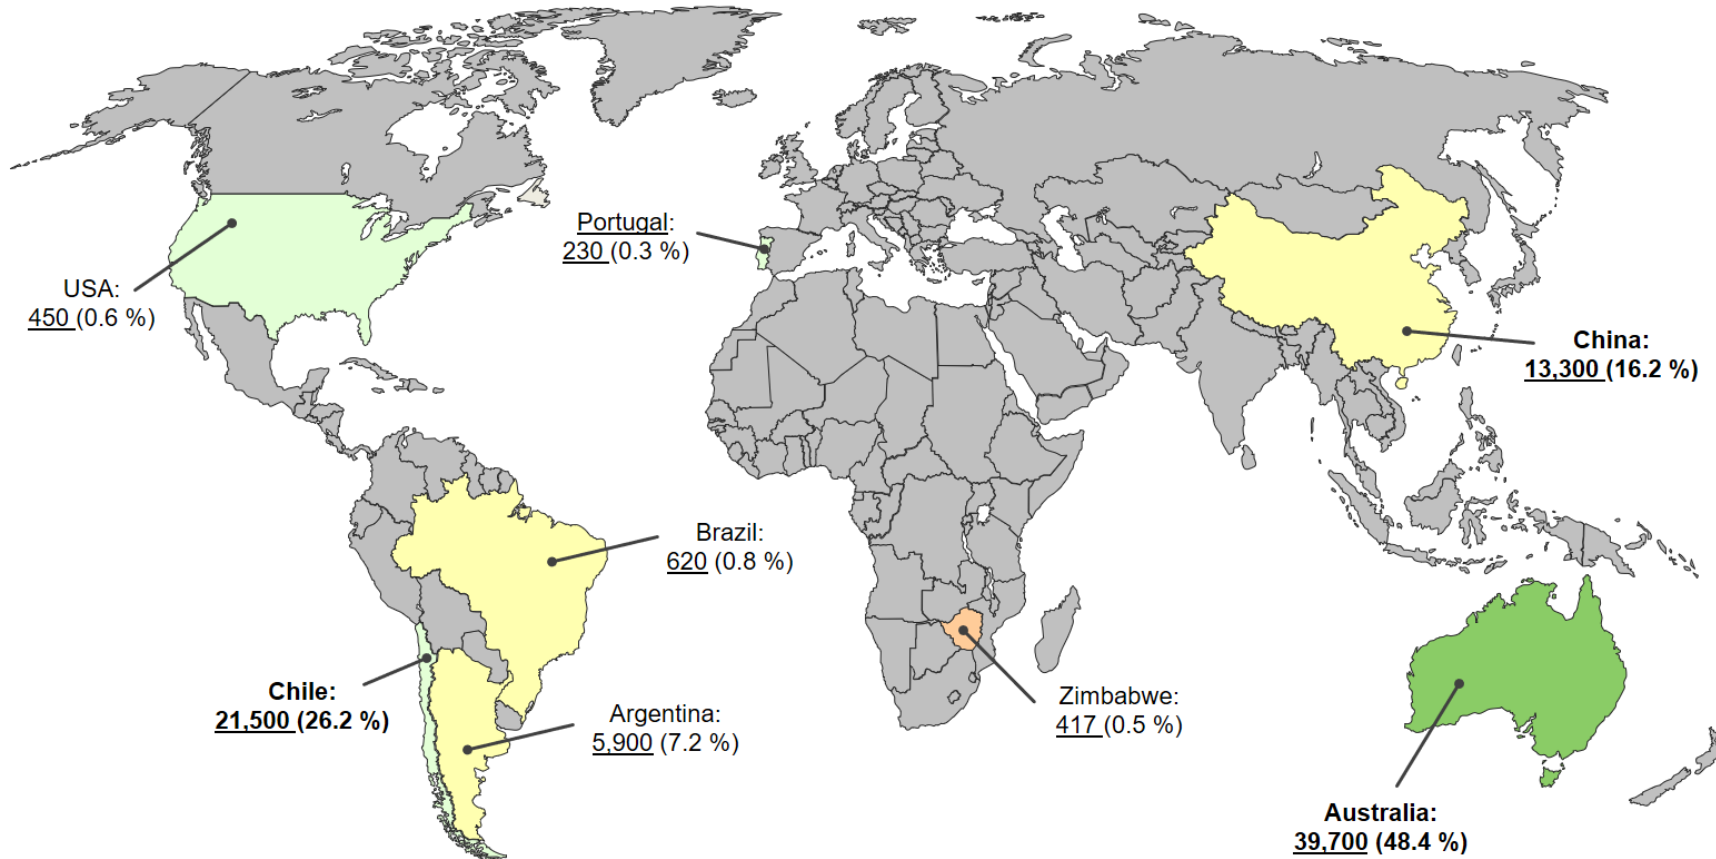 Portugal:
230 (0.3 %)
USA:
450 (0.6 %)
China:
13,300 (16.2 %)
Brazil:
620 (0.8 %)
Chile:
21,500 (26.2 %)
Argentina:
5,900 (7.2 %)
Zimbabwe:
417 (0.5 %)
Australia:
39,700 (48.4 %)